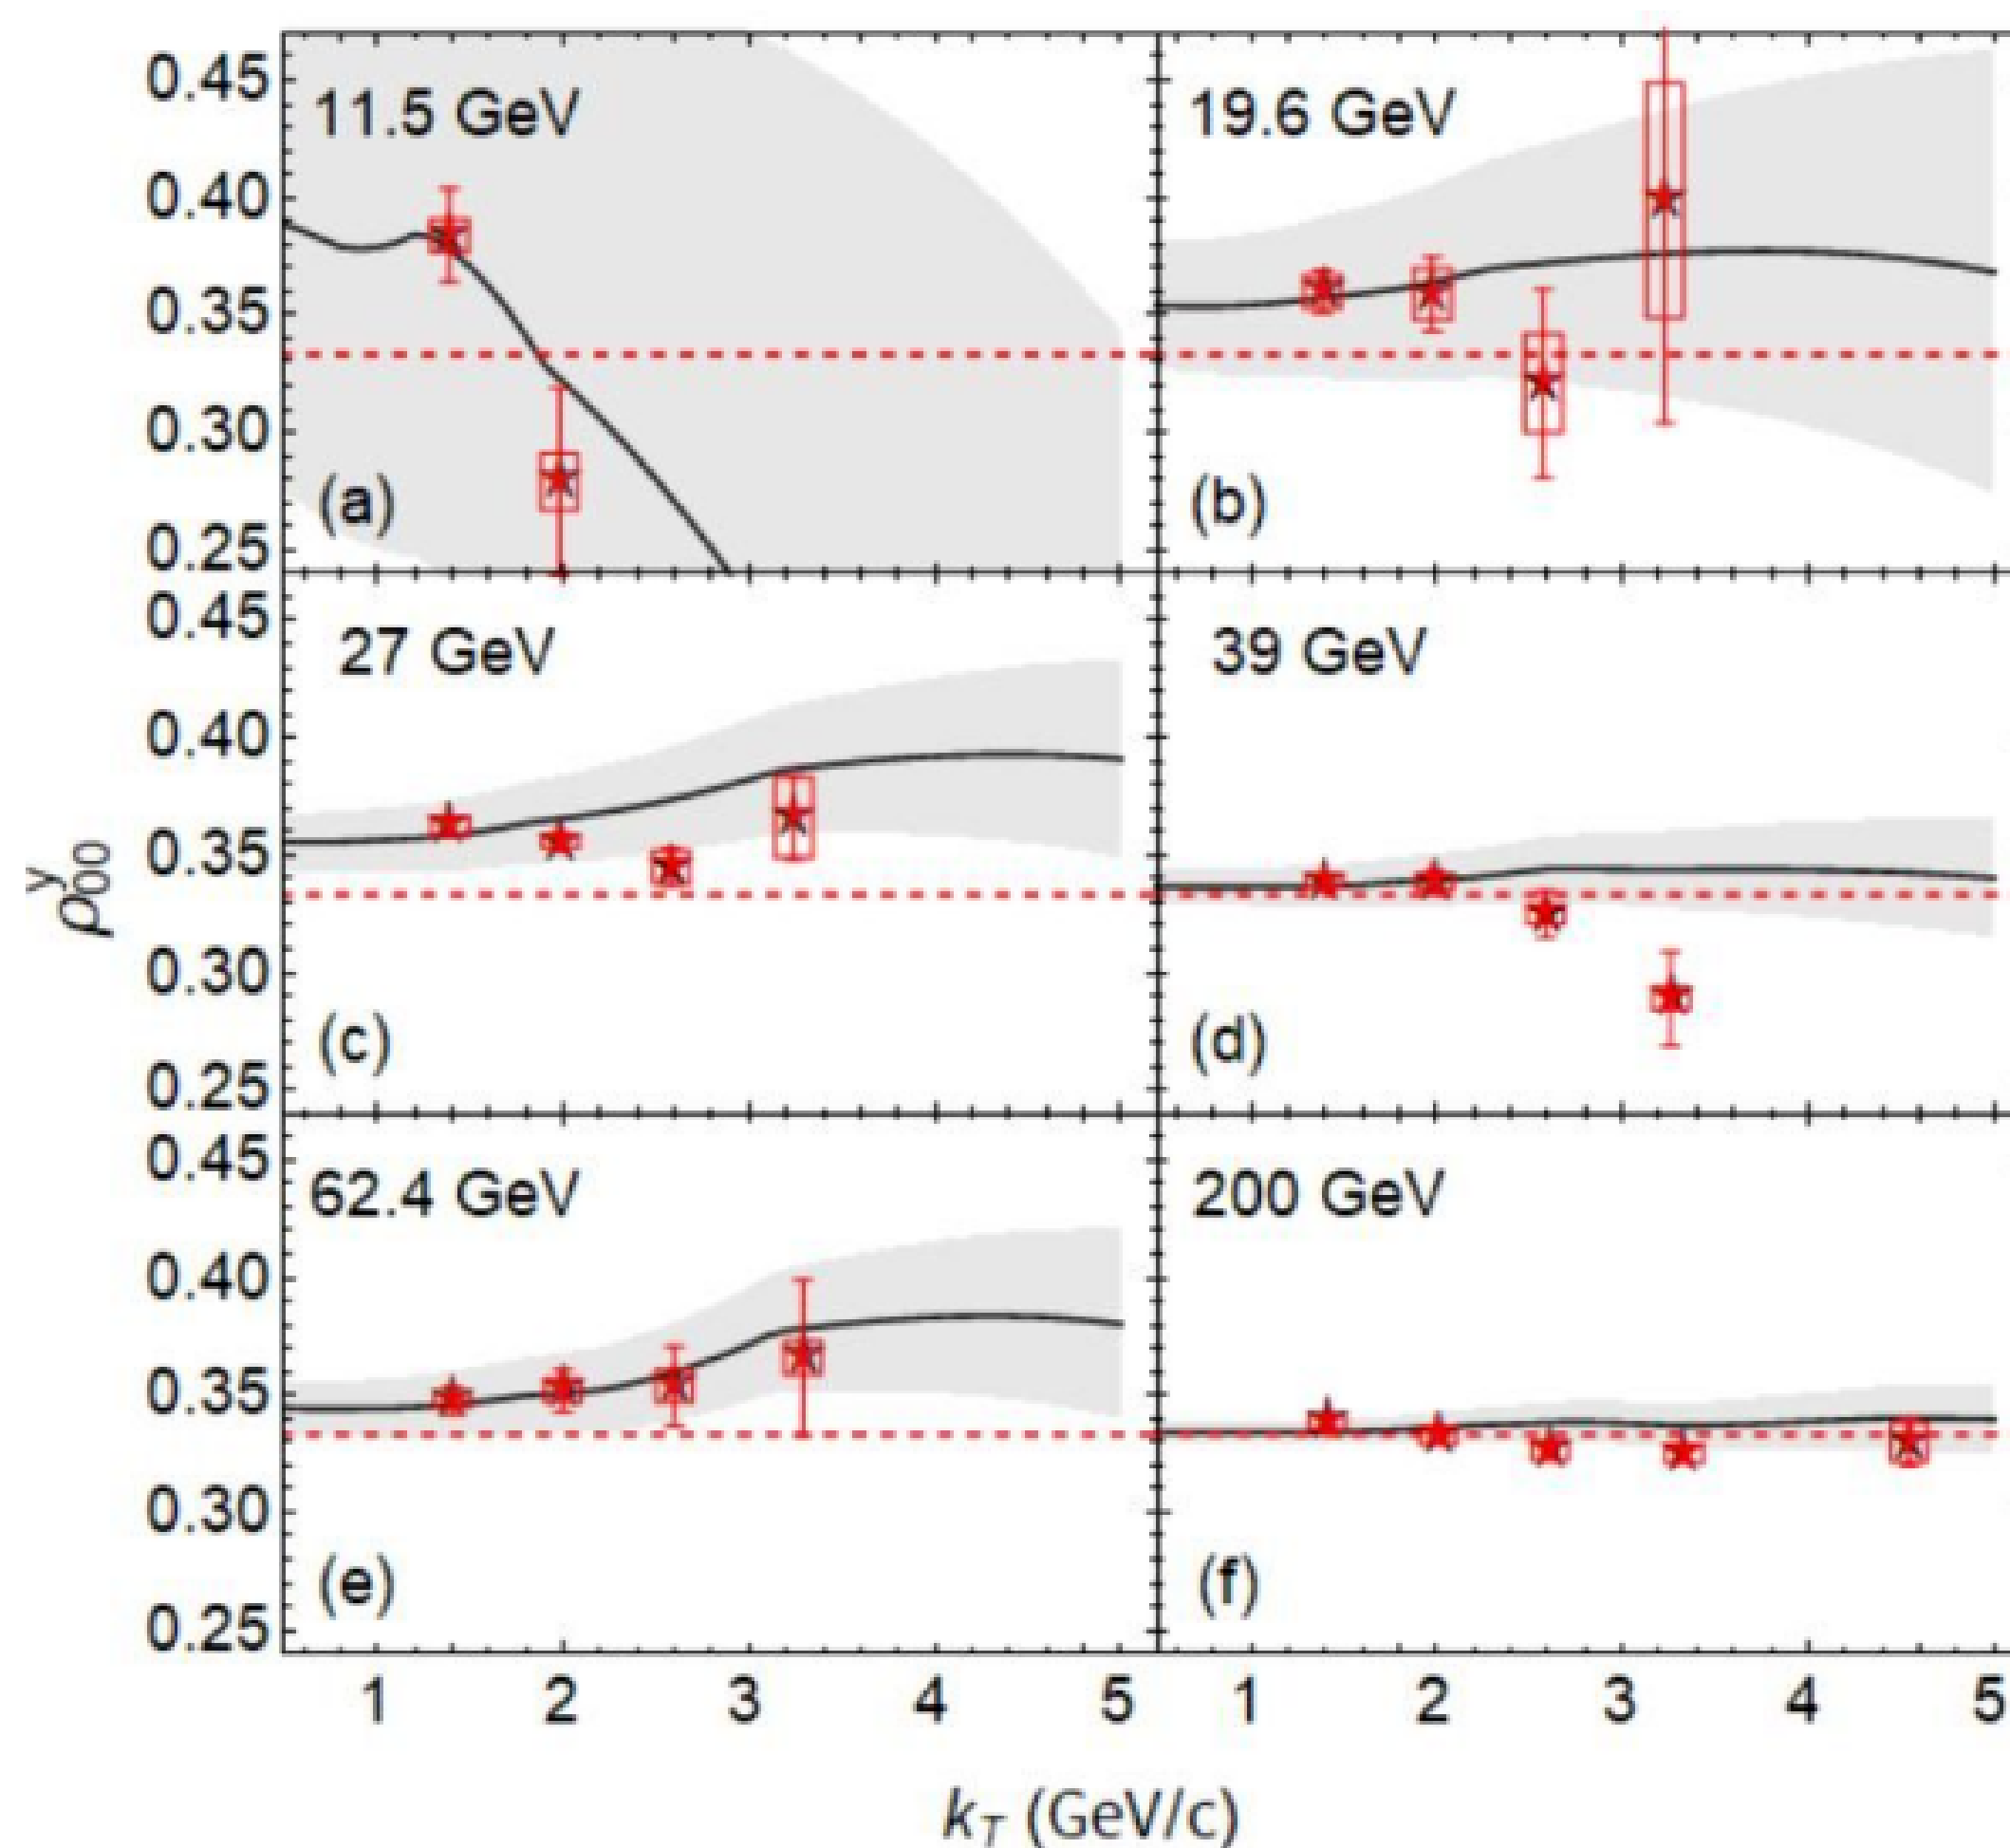 0.45
11.5 GeV
19.6 GeV
0.40
0.35
0.30
(a)
(b)
0.25
0.45
27 GeV
39 GeV
0.40
0.35
ρ^y_00
0.30
(c)
(d)
0.25
0.45
62.4 GeV
200 GeV
0.40
0.35
0.30
(e)
(f)
0.25
1 2 3 4 5 1 2 3 4 5
k_T (GeV/c)